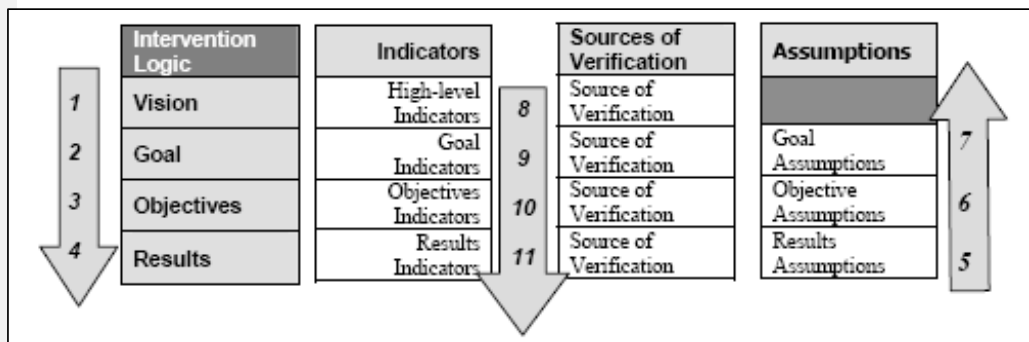 Intervention
Logic
Indicators
Sources of
Verification
Assumptions
1
Vision
High-level
Indicators
8
Source of
Verification
2
Goal
Goal
Indicators
9
Source of
Verification
Goal
Assumptions
7
3
Objectives
Objectives
Indicators
10
Source of
Verification
Objective
Assumptions
6
4
Results
Results
Indicators
11
Source of
Verification
Results
Assumptions
5